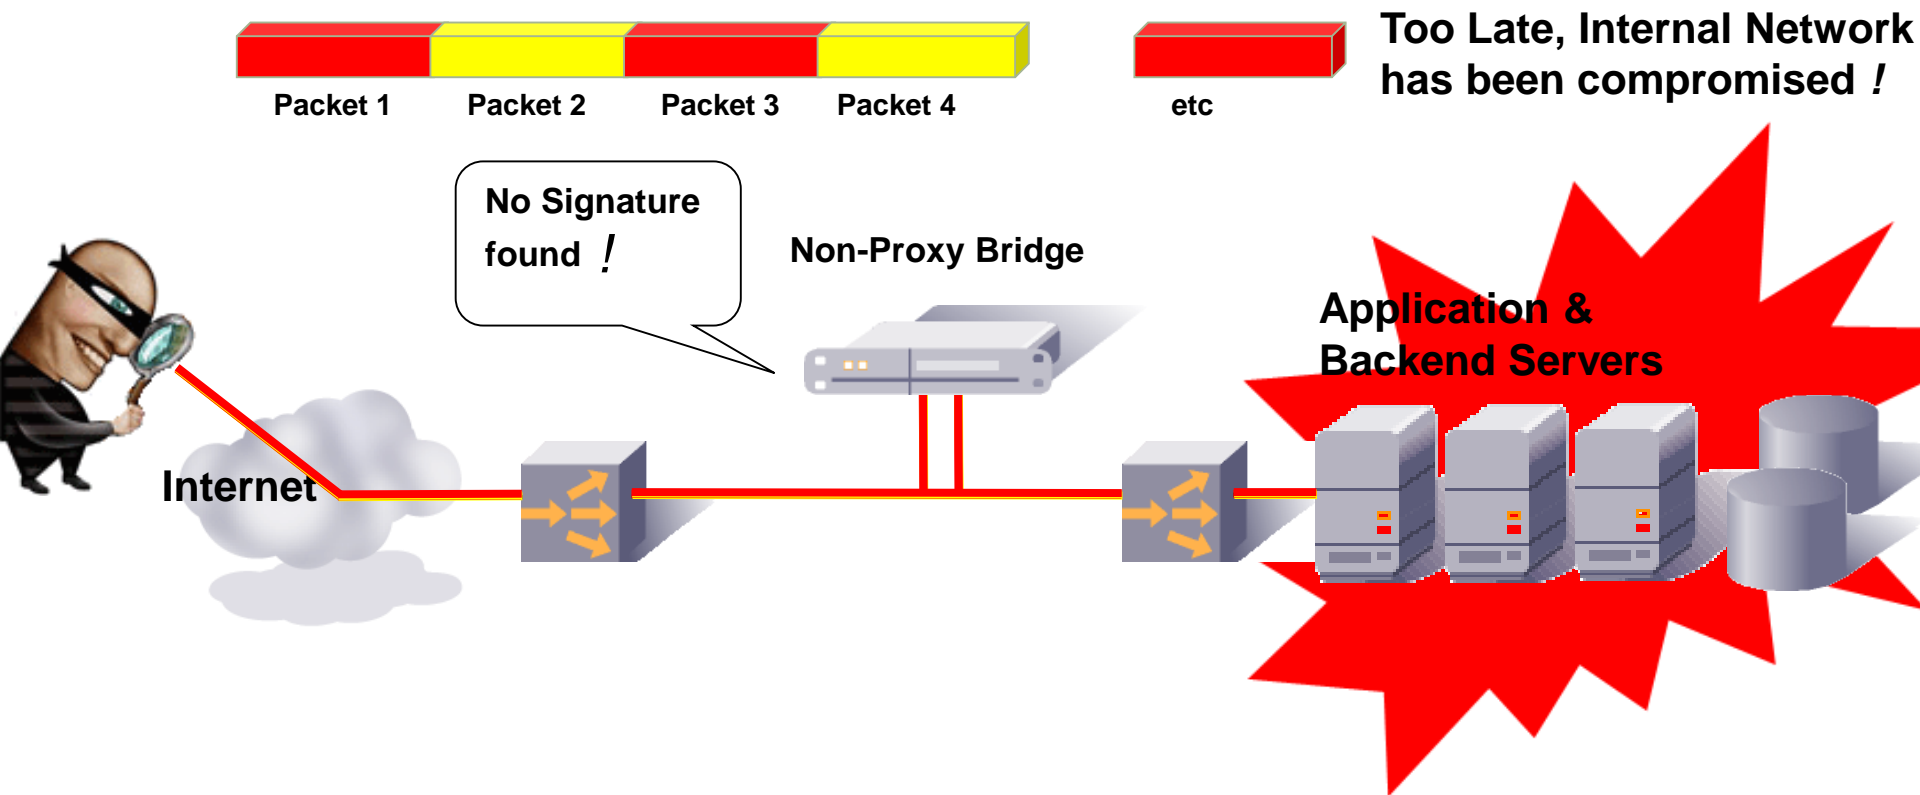 Too Late, Internal Network
has been compromised !
Packet 1
Packet 2
Packet 3
Packet 4
etc
No Signature
found !
Non-Proxy Bridge
Application &
Backend Servers
Internet